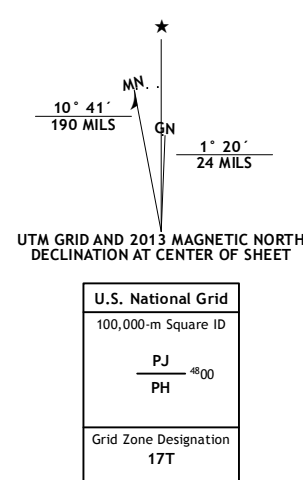 ★
MN
10° 41´
190 MILS
GN
1° 20´
24 MILS
UTM GRID AND 2013 MAGNETIC NORTH
DECLINATION AT CENTER OF SHEET
U.S. National Grid
100,000-m Square ID
PJ
4800
PH
Grid Zone Designation
17T